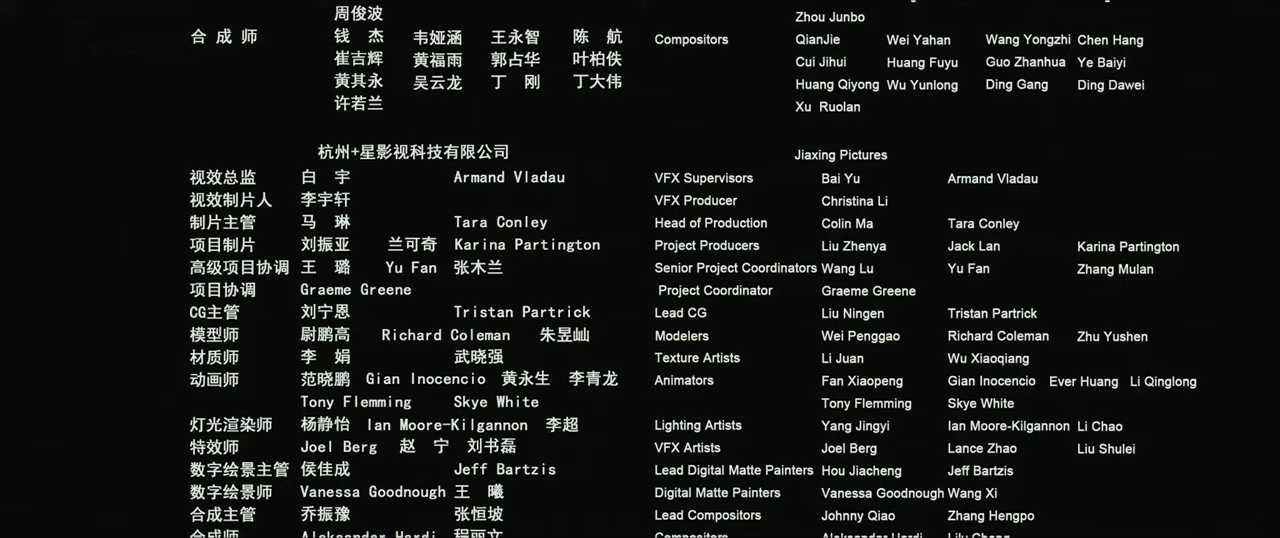 周俊波 Zhou Junbo
合成师 钱 杰 韦娅涵 王永智 陈 航 Compositors QianJie Wei Yahan Wang Yongzhi Chen Hang
崔吉辉 黄福雨 郭占华 叶柏佚 Cui Jihui Huang Fuyu Guo Zhanhua Ye Baiyi
黄其永 吴云龙 丁 刚 丁大伟 Huang Qiyong Wu Yunlong Ding Gang Ding Dawei
许若兰 Xu Ruolan
杭州+星影视科技有限公司 Jiaxing Pictures
视效总监 白 宇 Armand Vladau VFX Supervisors Bai Yu Armand Vladau
视效制片人 李宇轩 VFX Producer Christina Li
制片主管 马 琳 Tara Conley Head of Production Colin Ma Tara Conley
项目制片 刘振亚 兰可奇 Karina Partington Project Producers Liu Zhenya Jack Lan Karina Partington
高级项目协调 王 璐 Yu Fan 张木兰 Senior Project Coordinators Wang Lu Yu Fan Zhang Mulan
项目协调 Graeme Greene Project Coordinator Graeme Greene
CG主管 刘宁恩 Tristan Partrick Lead CG Liu Ningen Tristan Partrick
模型师 尉鹏高 Richard Coleman 朱昱屾 Modelers Wei Penggao Richard Coleman Zhu Yushen
材质师 李 娟 武晓强 Texture Artists Li Juan Wu Xiaoqiang
动画师 范晓鹏 Gian Inocencio 黄永生 李青龙 Animators Fan Xiaopeng Gian Inocencio Ever Huang Li Qinglong
Tony Flemming Skye White Tony Flemming Skye White
灯光渲染师 杨静怡 Ian Moore-Kilgannon 李超 Lighting Artists Yang Jingyi Ian Moore-Kilgannon Li Chao
特效师 Joel Berg 赵 宁 刘书磊 VFX Artists Joel Berg Lance Zhao Liu Shulei
数字绘景主管 侯佳成 Jeff Bartzis Lead Digital Matte Painters Hou Jiacheng Jeff Bartzis
数字绘景师 Vanessa Goodnough 王 曦 Digital Matte Painters Vanessa Goodnough Wang Xi
合成主管 乔振豫 张恒坡 Lead Compositors Johnny Qiao Zhang Hengpo
合成师 Aleksander Hardi 程丽文 Compositors Aleksander Hardi Lily Cheng